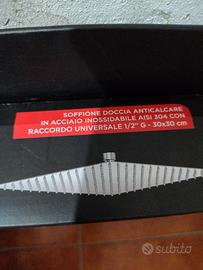 SOFFIONE DOCCIA ANTICALCARE
IN ACCIAIO INOSSIDABILE AISI 304 CON
RACCORDO UNIVERSALE 1/2" G - 30x30 cm
subito